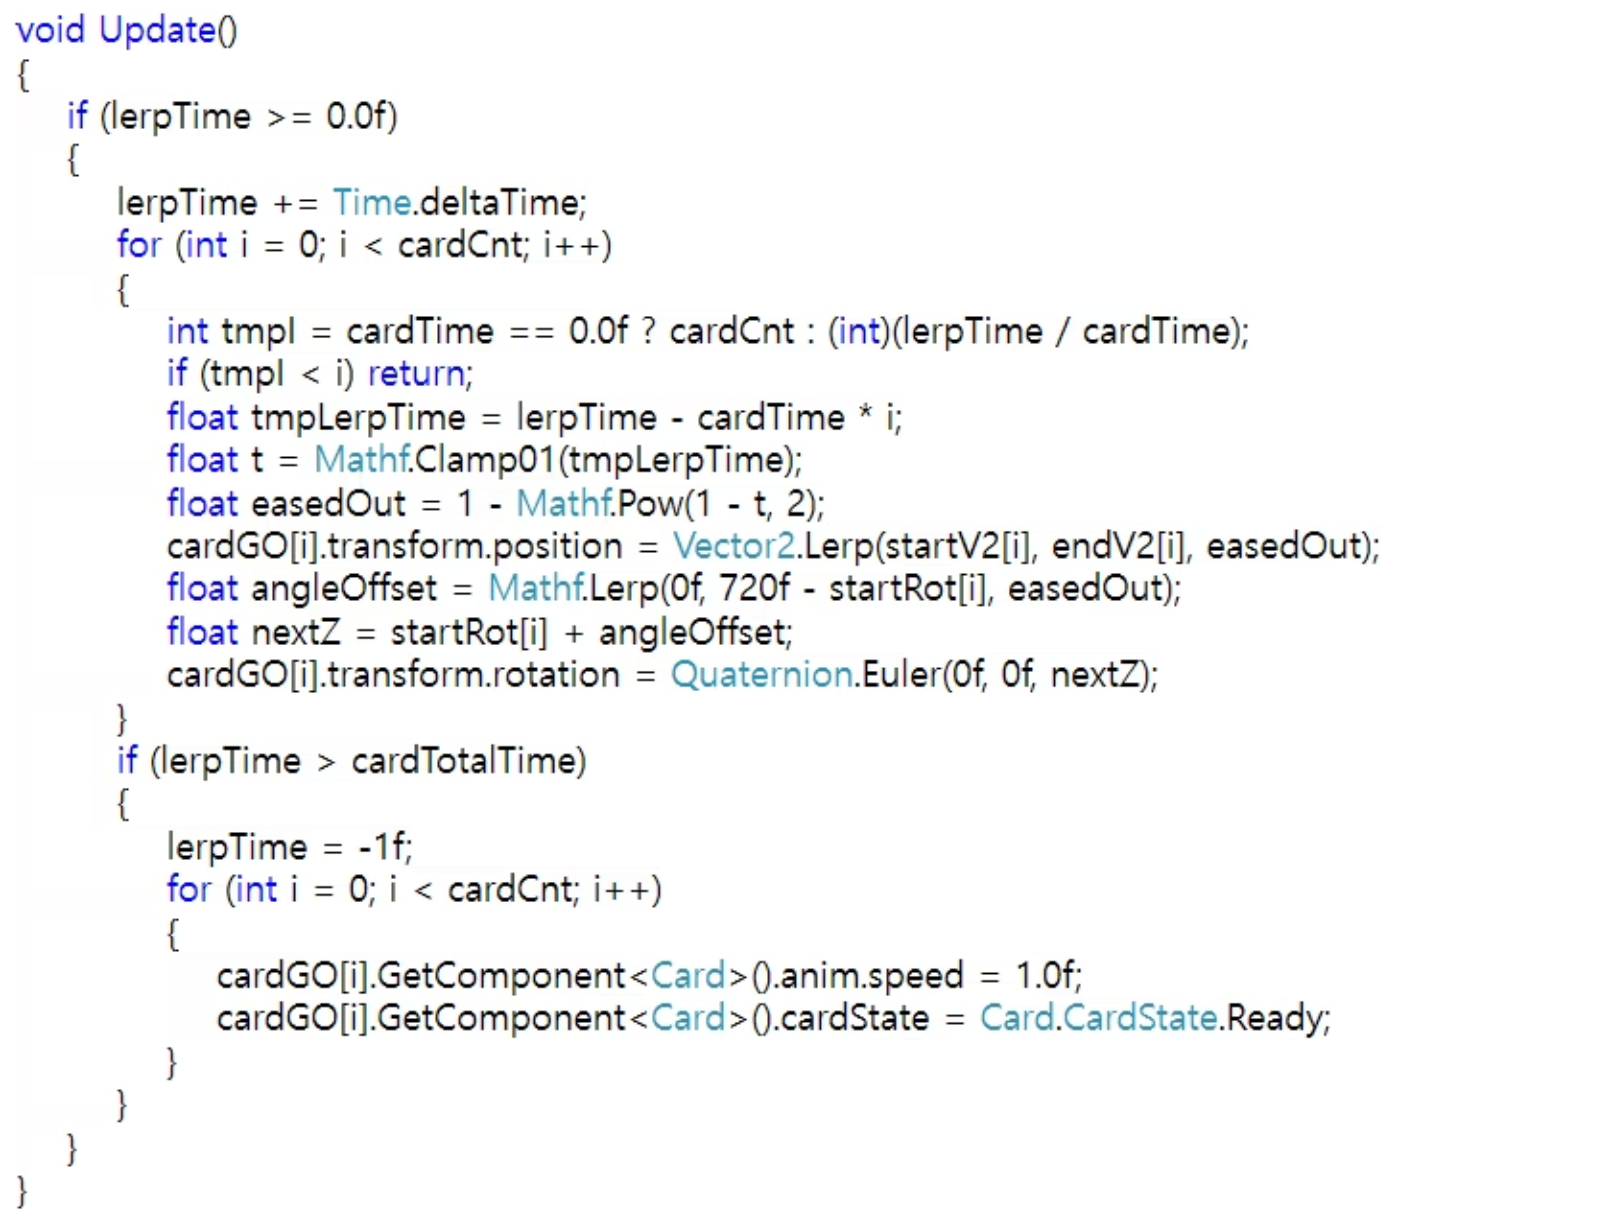 void Update()
{
if (lerpTime >= 0.0f)
{
lerpTime += Time.deltaTime;
for (int i = 0; i < cardCnt; i++)
{
int tmpI = cardTime == 0.0f ? cardCnt : (int)(lerpTime / cardTime);
if (tmpI < i) return;
float tmpLerpTime = lerpTime - cardTime * i;
float t = Mathf.Clamp01(tmpLerpTime);
float easedOut = 1 - Mathf.Pow(1 - t, 2);
cardGO[i].transform.position = Vector2.Lerp(startV2[i], endV2[i], easedOut);
float angleOffset = Mathf.Lerp(0f, 720f - startRot[i], easedOut);
float nextZ = startRot[i] + angleOffset;
cardGO[i].transform.rotation = Quaternion.Euler(0f, 0f, nextZ);
}
if (lerpTime > cardTotalTime)
{
lerpTime = -1f;
for (int i = 0; i < cardCnt; i++)
{
cardGO[i].GetComponent<Card>().anim.speed = 1.0f;
cardGO[i].GetComponent<Card>().cardState = Card.CardState.Ready;
}
}
}
}